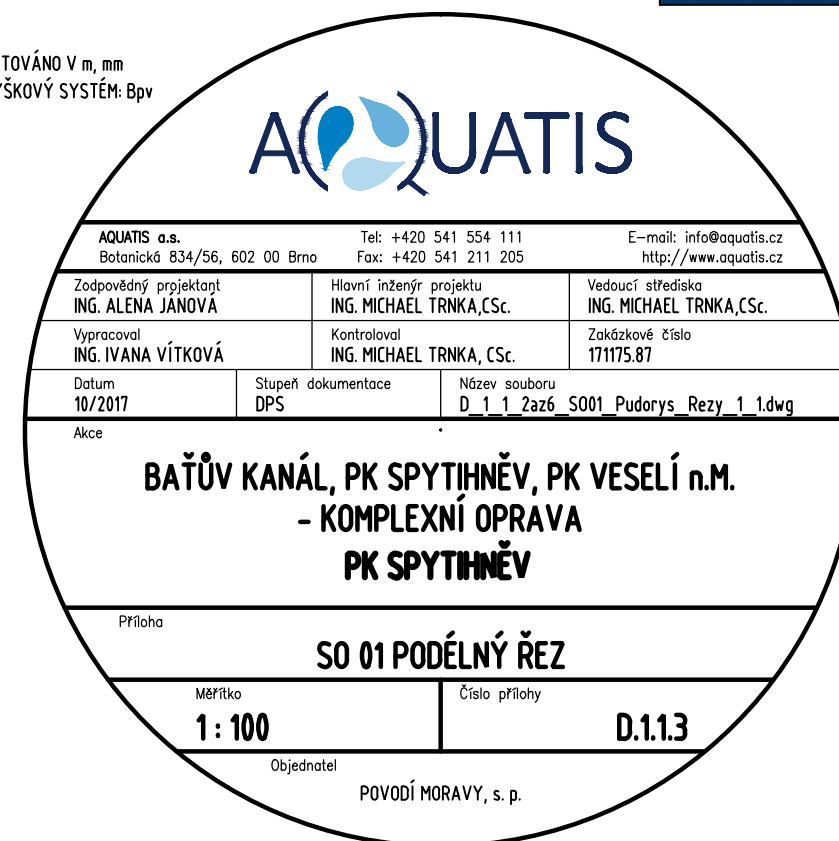 TOVÁNO V m, mm
ÝŠKOVÝ SYSTÉM: Bpv
AQUATIS
AQUATIS a.s.
Botanická 834/56, 602 00 Brno
Tel: +420 541 554 111
Fax: +420 541 211 205
E-mail: info@aquatis.cz
http://www.aquatis.cz
Zodpovědný projektant
ING. ALENA JÁNOVÁ
Hlavní inženýr projektu
ING. MICHAEL TRNKA,CSc.
Vedoucí střediska
ING. MICHAEL TRNKA,CSc.
Vypracoval
ING. IVANA VÍTKOVÁ
Kontroloval
ING. MICHAEL TRNKA, CSc.
Zakázkové číslo
171175.87
Datum
10/2017
Stupeň dokumentace
DPS
Název souboru
D_1_1_2az6_SO01_Pudorys_Rezy_1_1.dwg
Akce
BAŤŮV KANÁL, PK SPYTIHNĚV, PK VESELÍ n.M.
- KOMPLEXNÍ OPRAVA
PK SPYTIHNĚV
Příloha
SO 01 PODÉLNÝ ŘEZ
Měřítko
1 : 100
Číslo přílohy
D.1.1.3
Objednatel
POVODÍ MORAVY, s. p.